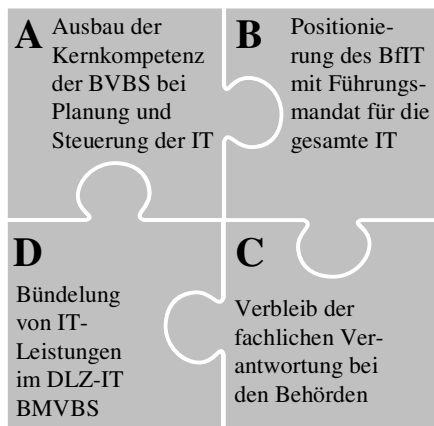 A
Ausbau der
Kernkompetenz
der BVBS bei
Planung und
Steuerung der IT
B
Positionie-
rung des BfIT
mit Führungs-
mandat für die
gesamte IT
D
Bündelung
von IT-
Leistungen
im DLZ-IT
BMVBS
C
Verbleib der
fachlichen Ver-
antwortung bei
den Behörden